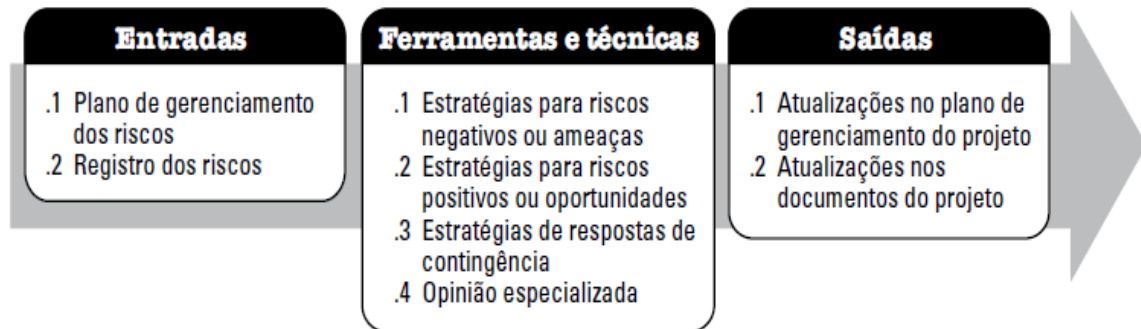 Entradas
.1 Plano de gerenciamento
dos riscos
.2 Registro dos riscos
Ferramentas e técnicas
.1 Estratégias para riscos
negativos ou ameaças
.2 Estratégias para riscos
positivos ou oportunidades
.3 Estratégias de respostas de
contingência
.4 Opinião especializada
Saídas
.1 Atualizações no plano de
gerenciamento do projeto
.2 Atualizações nos
documentos do projeto